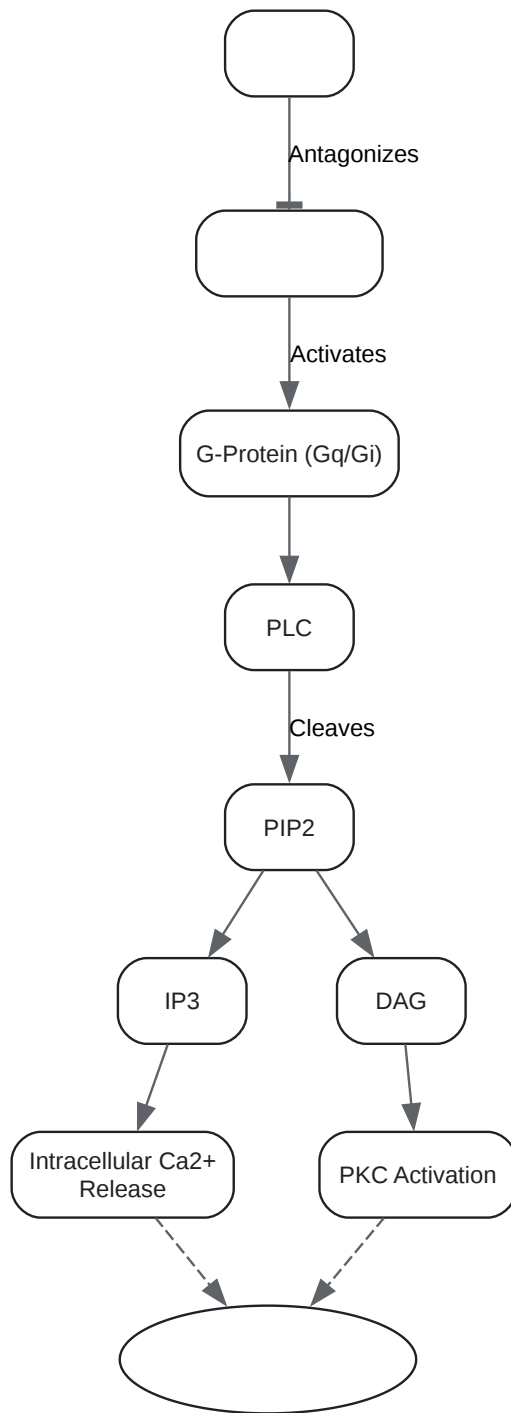 Antagonizes
Activates
G-Protein (Gq/Gi)
PLC
Cleaves
PIP2
IP3
DAG
Intracellular Ca2+
Release
PKC Activation